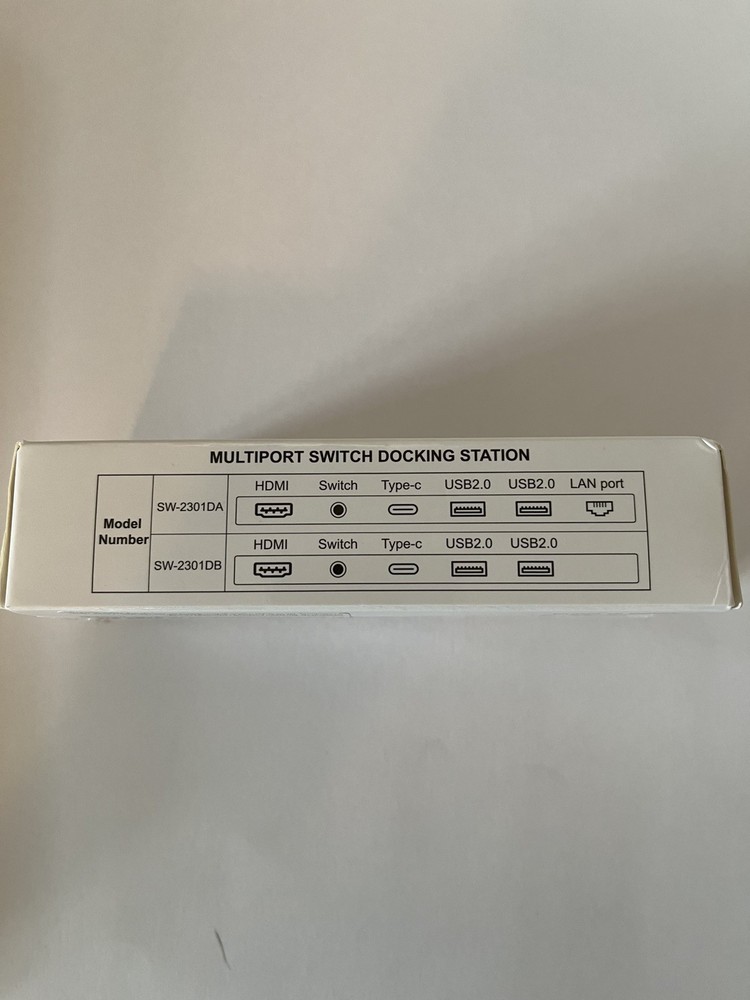 MULTIPORT SWITCH DOCKING STATION
Model Number
SW-2301DA
HDMI Switch Type-c USB2.0 USB2.0 LAN port
SW-2301DB
HDMI Switch Type-c USB2.0 USB2.0